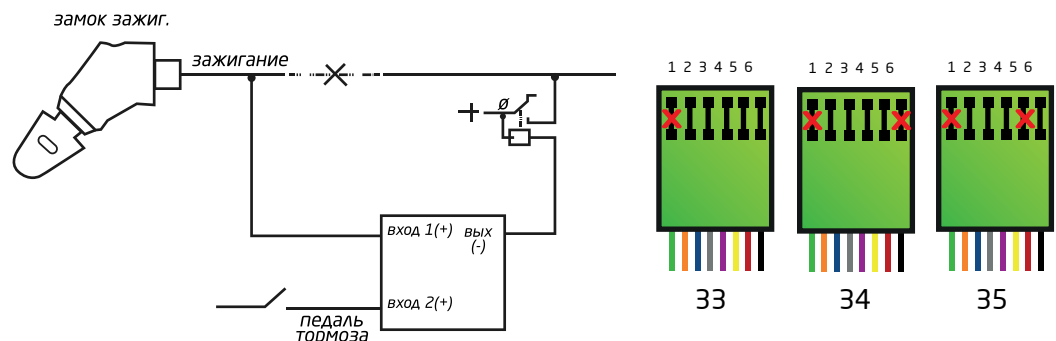 замок зажиг.
зажигание
+ ø
вход 1(+) вых
(-)
вход 2(+)
педаль
тормоза
1 2 3 4 5 6
1 2 3 4 5 6
1 2 3 4 5 6
33
34
35